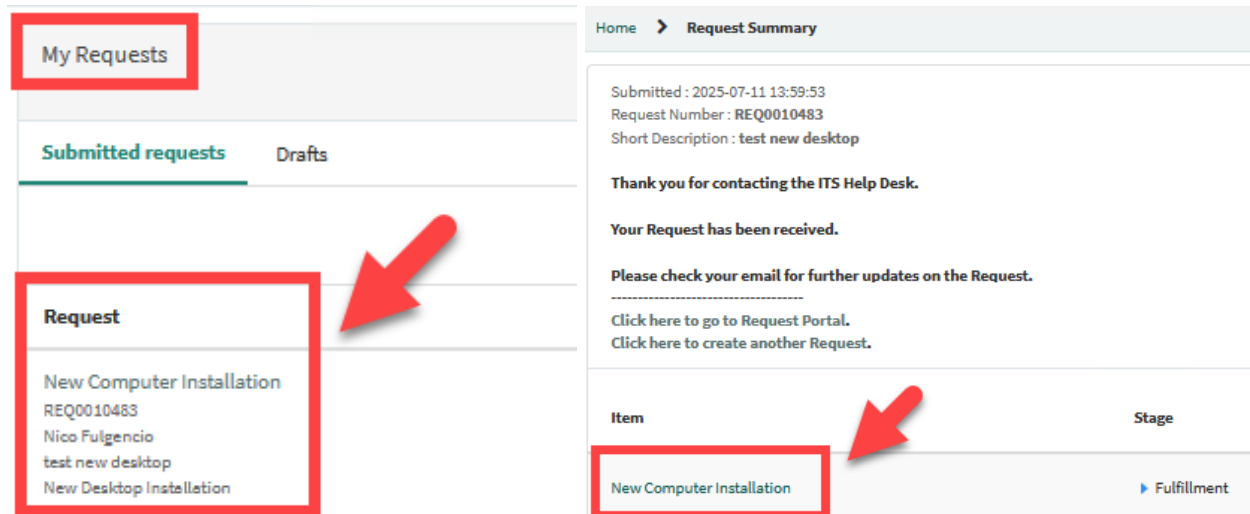 My Requests
Submitted requests
Drafts
Request
New Computer Installation
REQ0010483
Nico Fulgencio
test new desktop
New Desktop Installation
Home > Request Summary
Submitted : 2025-07-11 13:59:53
Request Number : REQ0010483
Short Description : test new desktop
Thank you for contacting the ITS Help Desk.
Your Request has been received.
Please check your email for further updates on the Request.
------------------------------------
Click here to go to Request Portal.
Click here to create another Request.
Item Stage
New Computer Installation Fulfillment